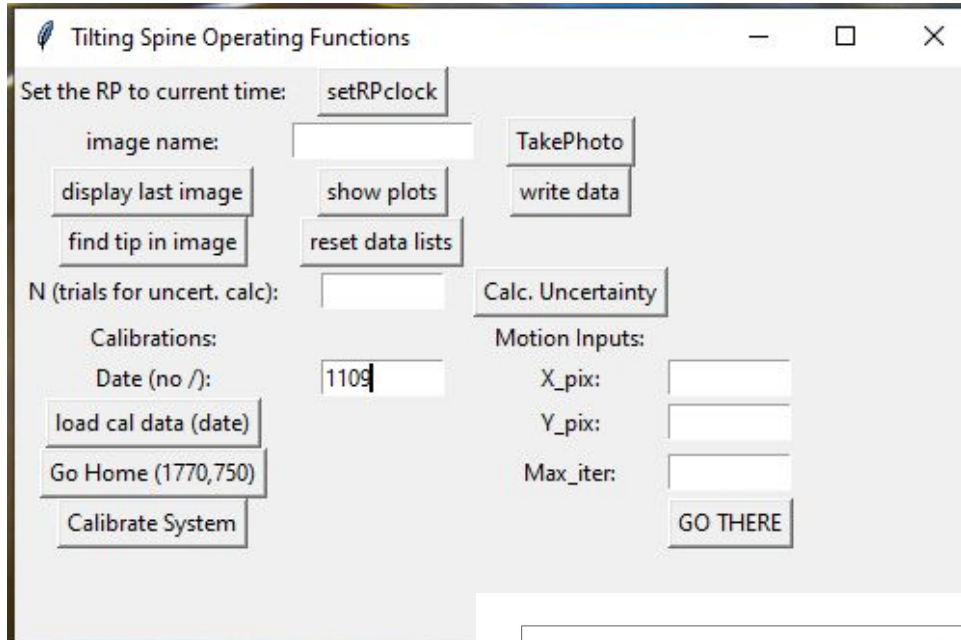 Tilting Spine Operating Functions
Set the RP to current time: setRPclock
image name: TakePhoto
display last image show plots write data
find tip in image reset data lists
N (trials for uncert. calc): Calc. Uncertainty
Calibrations: Motion Inputs:
Date (no /): 1109 X_pix:
load cal data (date) Y_pix:
Go Home (1770,750) Max_iter:
Calibrate System GO THERE